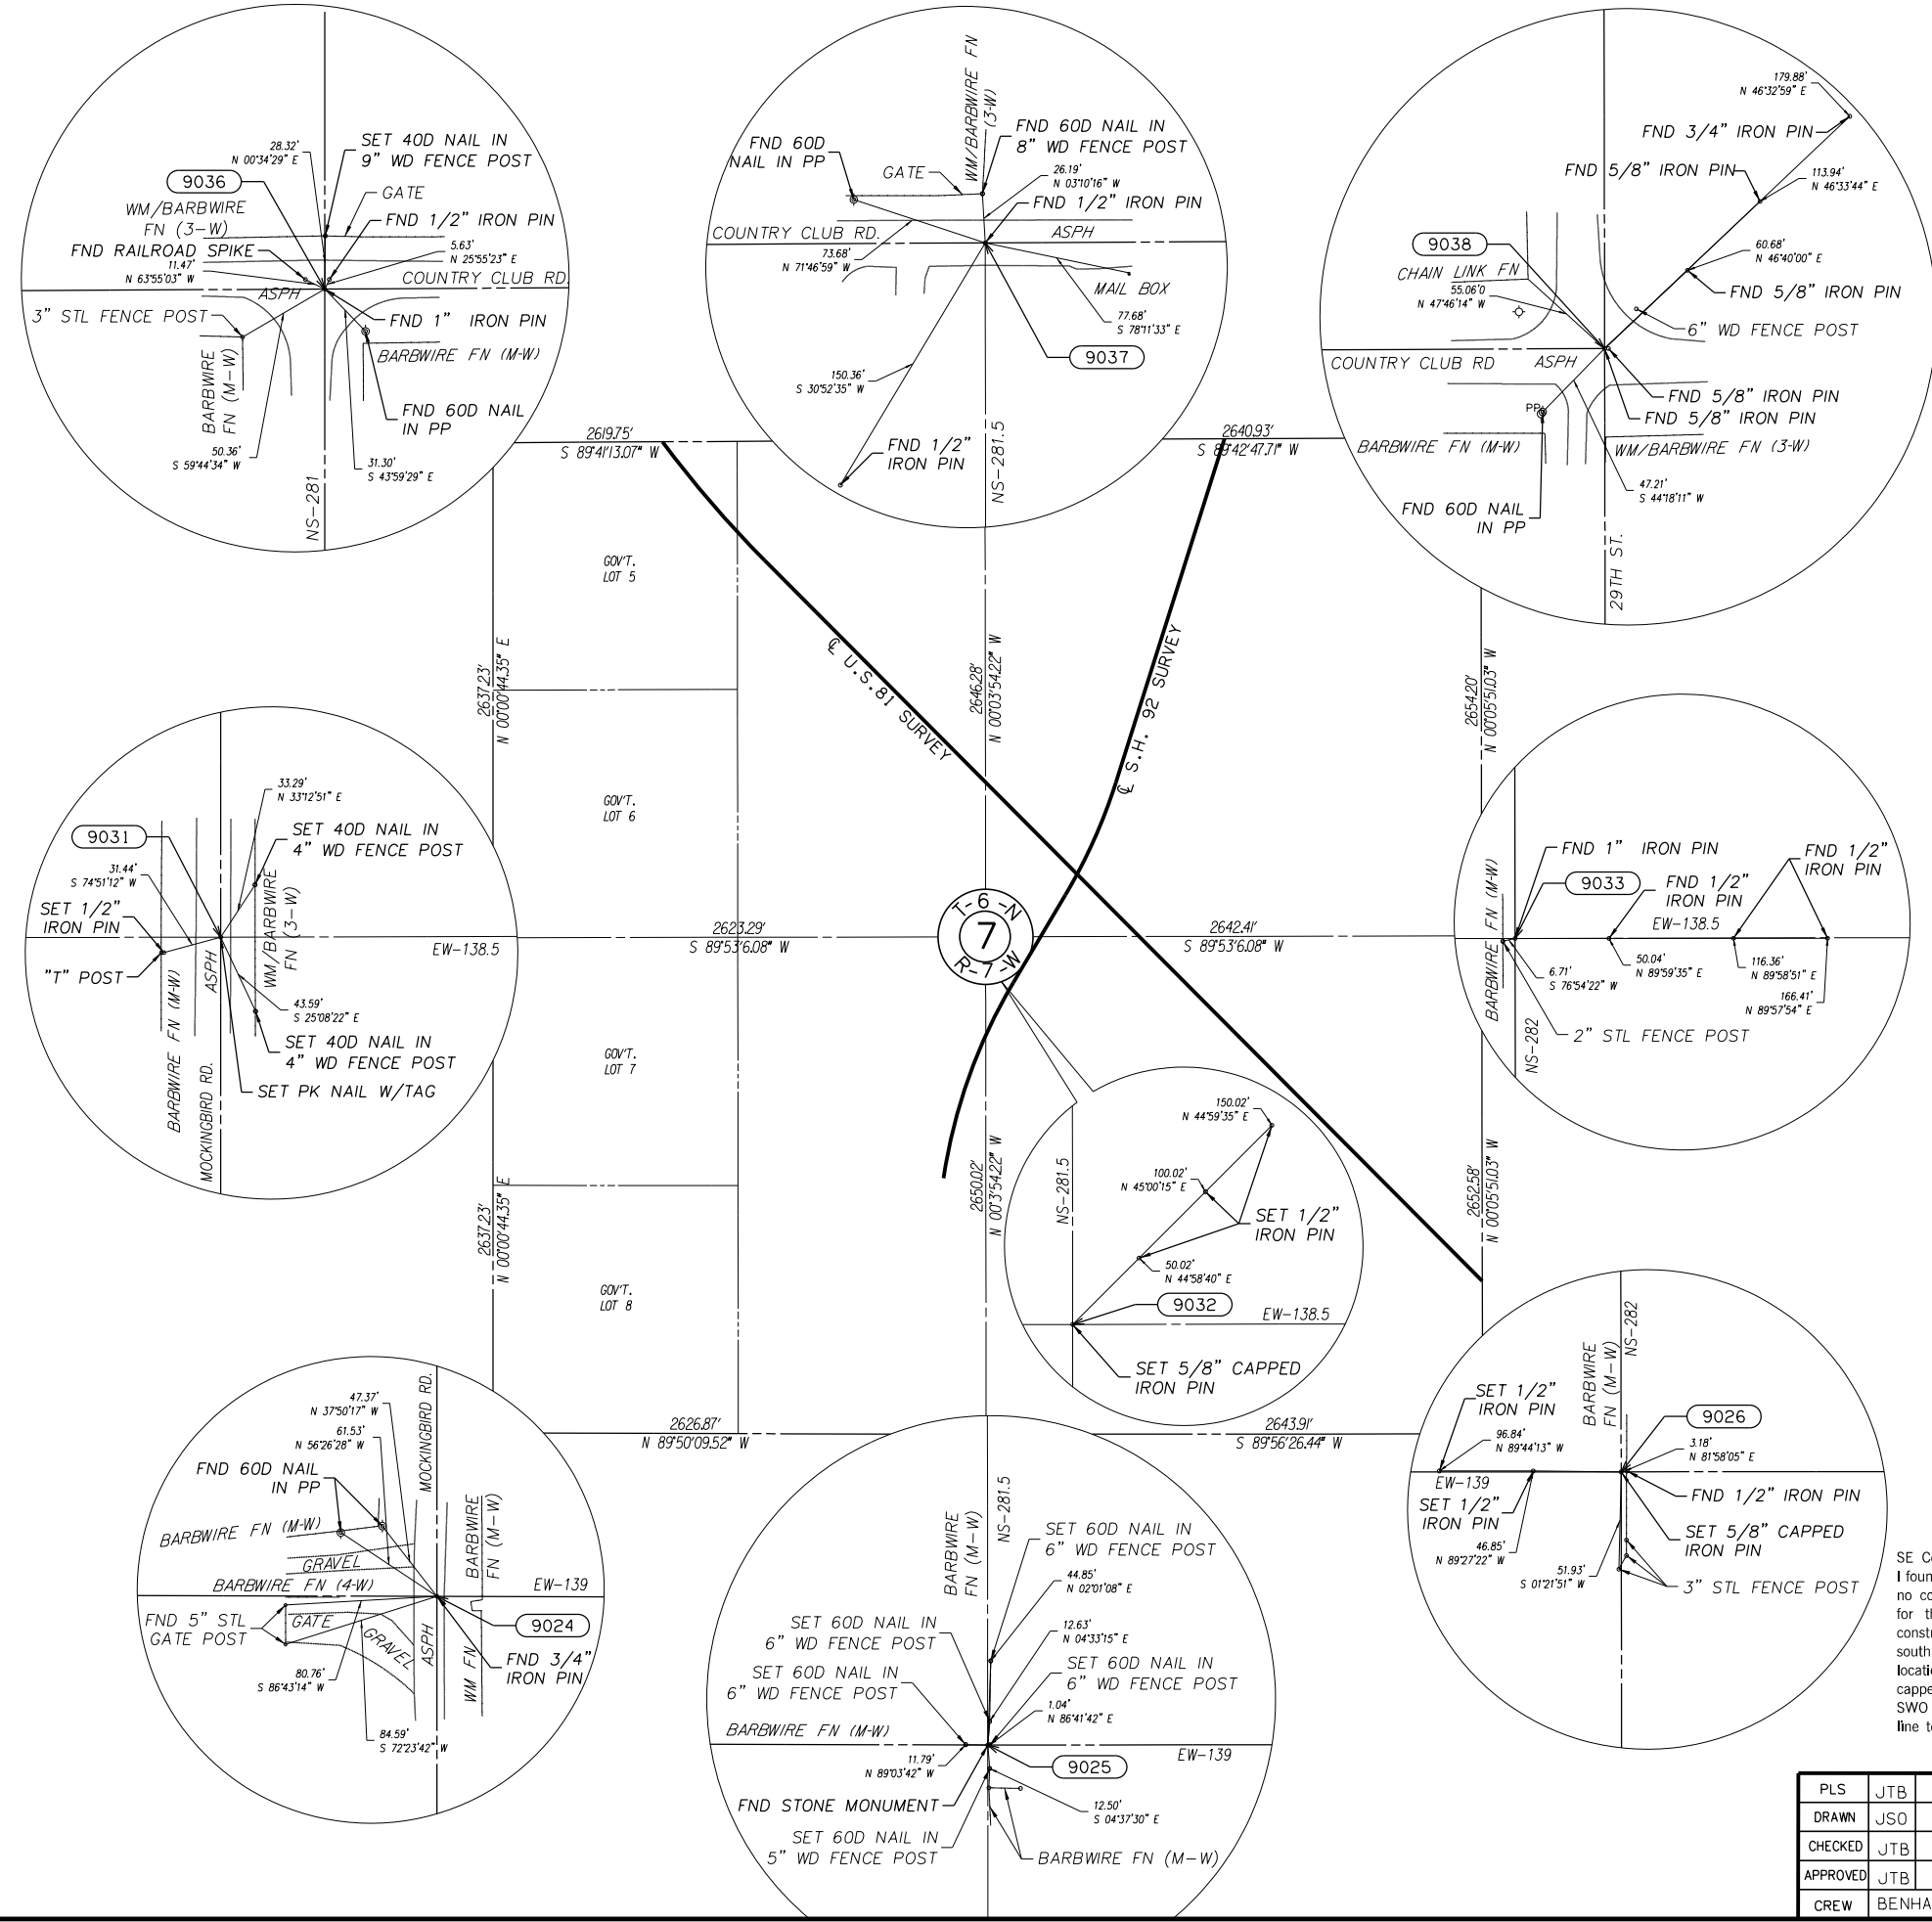 28.32'
N 00°34'29" E
SET 40D NAIL IN
9" WD FENCE POST
9036
GATE
WM/BARBWIRE
FN (3-W)
FND 1/2" IRON PIN
FND RAILROAD SPIKE
5.63'
N 25°55'23" E
11.47'
N 63°55'03" W
COUNTRY CLUB RD.
ASPH
3" STL FENCE POST
FND 1" IRON PIN
BARBWIRE FN (M-W)
BARBWIRE
FN (M-W)
FND 60D NAIL
IN PP
50.36'
S 59°44'34" W
31.30'
S 43°59'29" E
NS-281
WM/BARBWIRE FN
(3-W)
FND 60D
NAIL IN PP
GATE
FND 60D NAIL IN
8" WD FENCE POST
26.19'
N 03°10'16" W
FND 1/2" IRON PIN
COUNTRY CLUB RD.
ASPH
73.68'
N 71°46'59" W
MAIL BOX
77.68'
S 78°11'33" E
9037
150.36'
S 30°52'35" W
FND 1/2"
IRON PIN
NS-281.5
179.88'
N 46°32'59" E
FND 3/4" IRON PIN
FND 5/8" IRON PIN
113.94'
N 46°33'44" E
9038
60.68'
N 46°40'00" E
CHAIN LINK FN
55.06'0
N 47°46'14" W
FND 5/8" IRON PIN
6" WD FENCE POST
COUNTRY CLUB RD
ASPH
FND 5/8" IRON PIN
FND 5/8" IRON PIN
PP
BARBWIRE FN (M-W)
WM/BARBWIRE FN (3-W)
47.21'
S 44°18'11" W
FND 60D NAIL
IN PP
29TH ST.
2619.75'
S 89°41'13.07" W
2640.93'
S 89°42'47.71" W
GOV'T.
LOT 5
2637.23'
N 00°00'44.35" E
2646.28'
N 00°03'54.22" W
2654.20'
N 00°05'51.03" W
℄ U.S.81 SURVEY
℄ S.H. 92 SURVEY
GOV'T.
LOT 6
33.29'
N 33°12'51" E
9031
SET 40D NAIL IN
4" WD FENCE POST
31.44'
S 74°51'12" W
WM/BARBWIRE
FN (3-W)
SET 1/2"
IRON PIN
EW-138.5
"T" POST
ASPH
BARBWIRE FN (M-W)
43.59'
S 25°08'22" E
SET 40D NAIL IN
4" WD FENCE POST
SET PK NAIL W/TAG
MOCKINGBIRD RD.
2623.29'
S 89°53'6.08" W
T-6-N
7
R-7-W
2642.41'
S 89°53'6.08" W
FND 1" IRON PIN
FND 1/2"
IRON PIN
9033
FND 1/2"
IRON PIN
BARBWIRE FN (M-W)
EW-138.5
6.71'
S 76°54'22" W
50.04'
N 89°59'35" E
116.36'
N 89°58'51" E
166.41'
N 89°57'54" E
2" STL FENCE POST
NS-282
GOV'T.
LOT 7
2637.23'
N 00°00'44.35" E
2650.02'
N 00°3'54.22" W
2652.58'
N 00°05'51.03" W
150.02'
N 44°59'35" E
NS-281.5
100.02'
N 45°00'15" E
SET 1/2"
IRON PIN
50.02'
N 44°58'40" E
9032
EW-138.5
SET 5/8" CAPPED
IRON PIN
GOV'T.
LOT 8
2626.87'
N 89°50'09.52" W
2643.91'
S 89°56'26.44" W
47.37'
N 37°50'17" W
61.53'
N 56°26'28" W
MOCKINGBIRD RD.
FND 60D NAIL
IN PP
BARBWIRE FN (M-W)
BARBWIRE
FN (M-W)
GRAVEL
BARBWIRE FN (4-W)
EW-139
FND 5" STL
GATE POST
GATE
GRAVEL
ASPH
9024
FND 3/4"
IRON PIN
WM FN
80.76'
S 86°43'14" W
84.59'
S 72°23'42" W
BARBWIRE
FN (M-W)
NS-281.5
SET 60D NAIL IN
6" WD FENCE POST
44.85'
N 02°01'08" E
SET 60D NAIL IN
6" WD FENCE POST
12.63'
N 04°33'15" E
SET 60D NAIL IN
6" WD FENCE POST
SET 60D NAIL IN
6" WD FENCE POST
1.04'
N 86°41'42" E
BARBWIRE FN (M-W)
EW-139
11.79'
N 89°03'42" W
9025
FND STONE MONUMENT
12.50'
S 04°37'30" E
SET 60D NAIL IN
5" WD FENCE POST
BARBWIRE FN (M-W)
BARBWIRE
FN (M-W)
NS-282
SET 1/2"
IRON PIN
9026
96.84'
N 89°44'13" W
3.18'
N 81°58'05" E
EW-139
SET 1/2"
IRON PIN
FND 1/2" IRON PIN
SET 5/8" CAPPED
IRON PIN
46.85'
N 89°27'22" W
51.93'
S 01°21'51" W
3" STL FENCE POST
SE
I foun
no
for
south
SWO
line
PLS JTB
DRAWN JSO
CHECKED JTB
APPROVED JTB
CREW BENHA